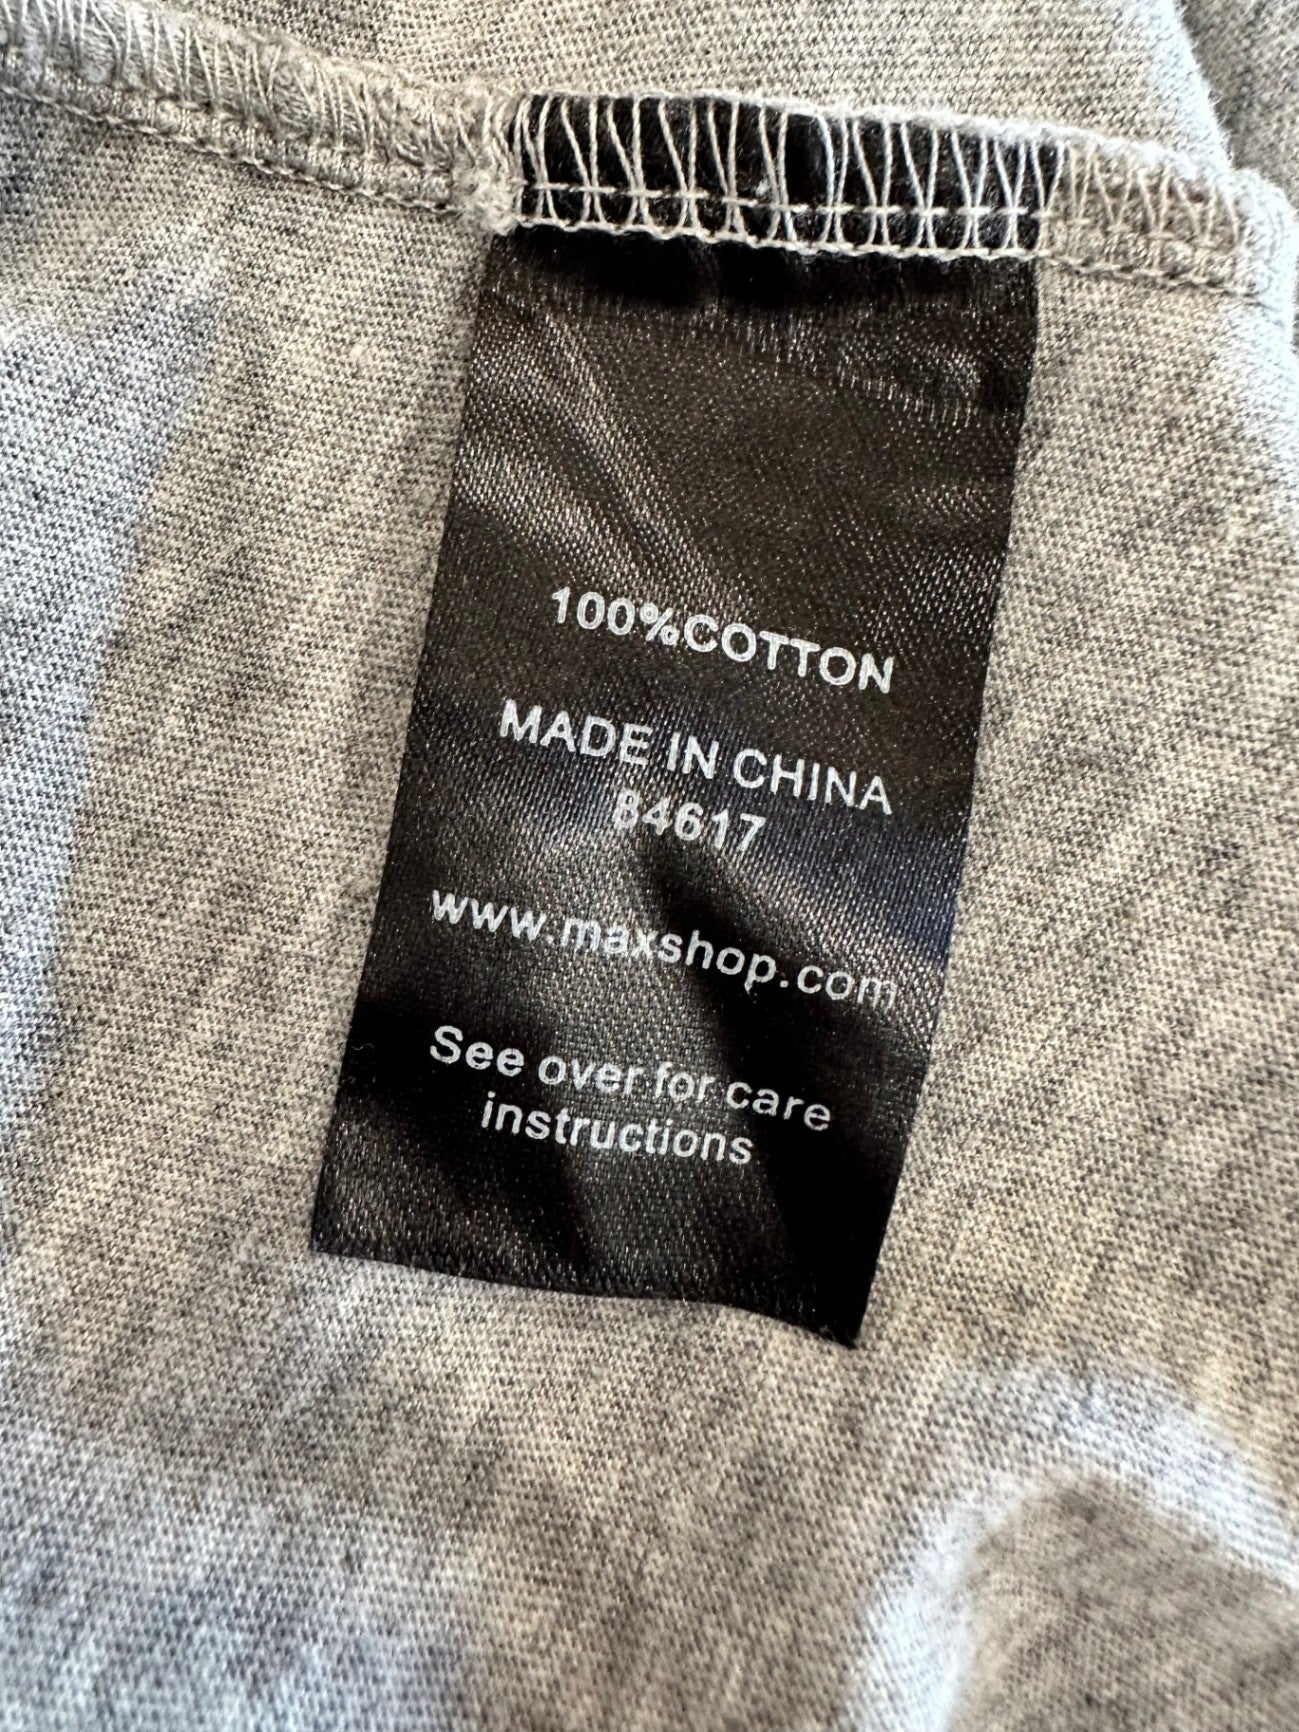 100%COTTON
MADE IN CHINA
84617
www.maxshop.com
See over for care
instructions